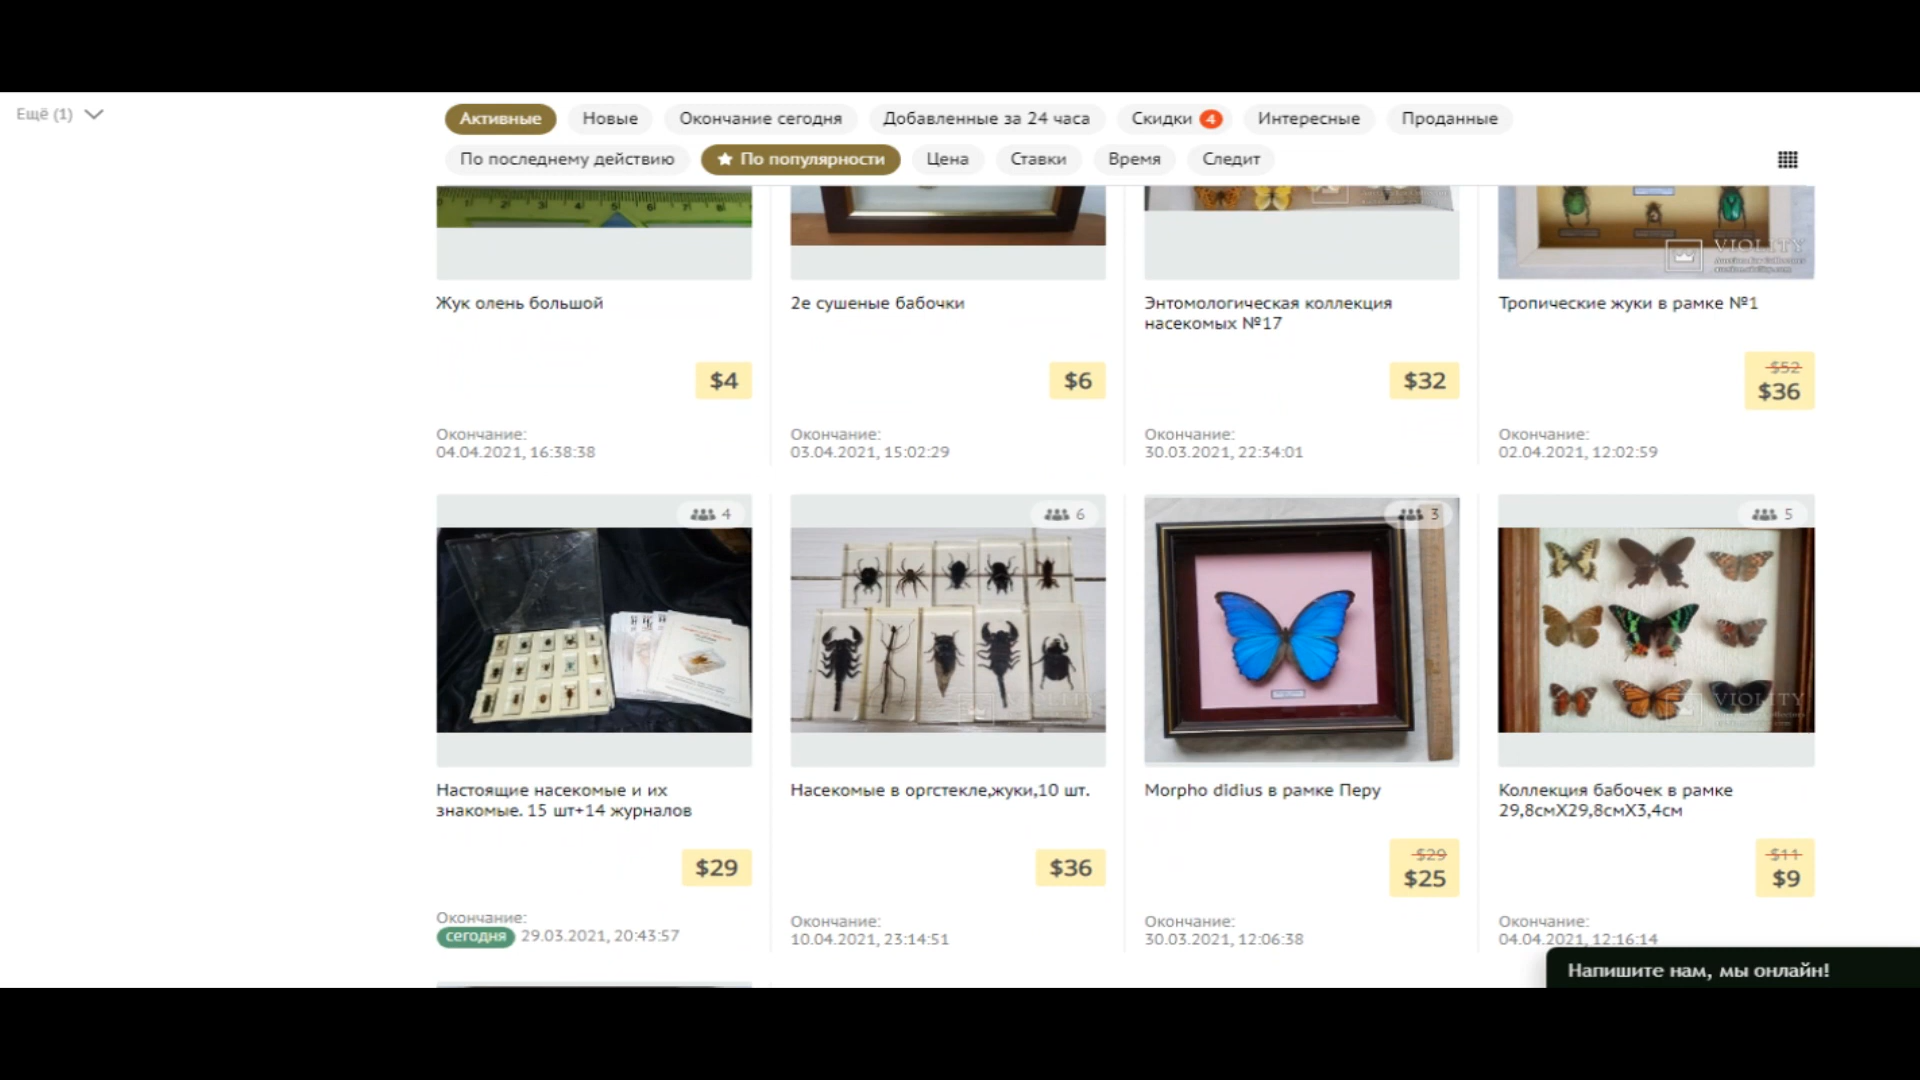 Ещё (1)
Активные Новые Окончание сегодня Добавленные за 24 часа Скидки 4 Интересные Проданные
По последнему действию По популярности Цена Ставки Время Следит
VIOLITY
Жук олень большой
2е сушеные бабочки
Энтомологическая коллекция
насекомых №17
Тропические жуки в рамке №1
$4
$6
$32
$52
$36
Окончание:
04.04.2021, 16:38:38
Окончание:
03.04.2021, 15:02:29
Окончание:
30.03.2021, 22:34:01
Окончание:
02.04.2021, 12:02:59
4
6
3
5
VIOLITY
Настоящие насекомые и их
знакомые. 15 шт+14 журналов
Насекомые в оргстекле,жуки,10 шт.
Morpho didius в рамке Перу
Коллекция бабочек в рамке
29,8смX29,8смX3,4см
$29
$36
$29
$25
$11
$9
Окончание:
сегодня 29.03.2021, 20:43:57
Окончание:
10.04.2021, 23:14:51
Окончание:
30.03.2021, 12:06:38
Окончание:
04.04.2021, 12:16:14
Напишите нам, мы онлайн!